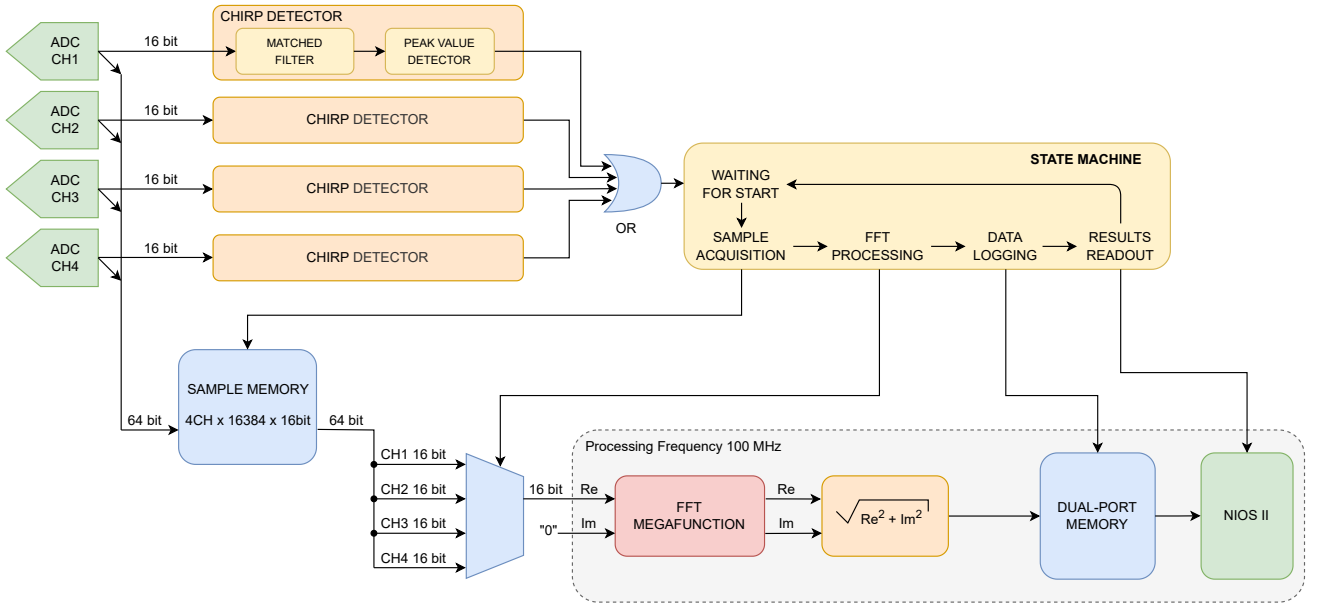 ADC
CH1
16 bit
CHIRP DETECTOR
MATCHED
FILTER
PEAK VALUE
DETECTOR
ADC
CH2
16 bit
CHIRP DETECTOR
ADC
CH3
16 bit
CHIRP DETECTOR
ADC
CH4
16 bit
CHIRP DETECTOR
OR
STATE MACHINE
WAITING
FOR START
SAMPLE
ACQUISITION
FFT
PROCESSING
DATA
LOGGING
RESULTS
READOUT
64 bit
SAMPLE MEMORY
4CH x 16384 x 16bit
64 bit
CH1 16 bit
CH2 16 bit
CH3 16 bit
CH4 16 bit
16 bit
Processing Frequency 100 MHz
Re
"0"
Im
FFT
MEGAFUNCTION
Re
Im
√Re² + Im²
DUAL-PORT
MEMORY
NIOS II